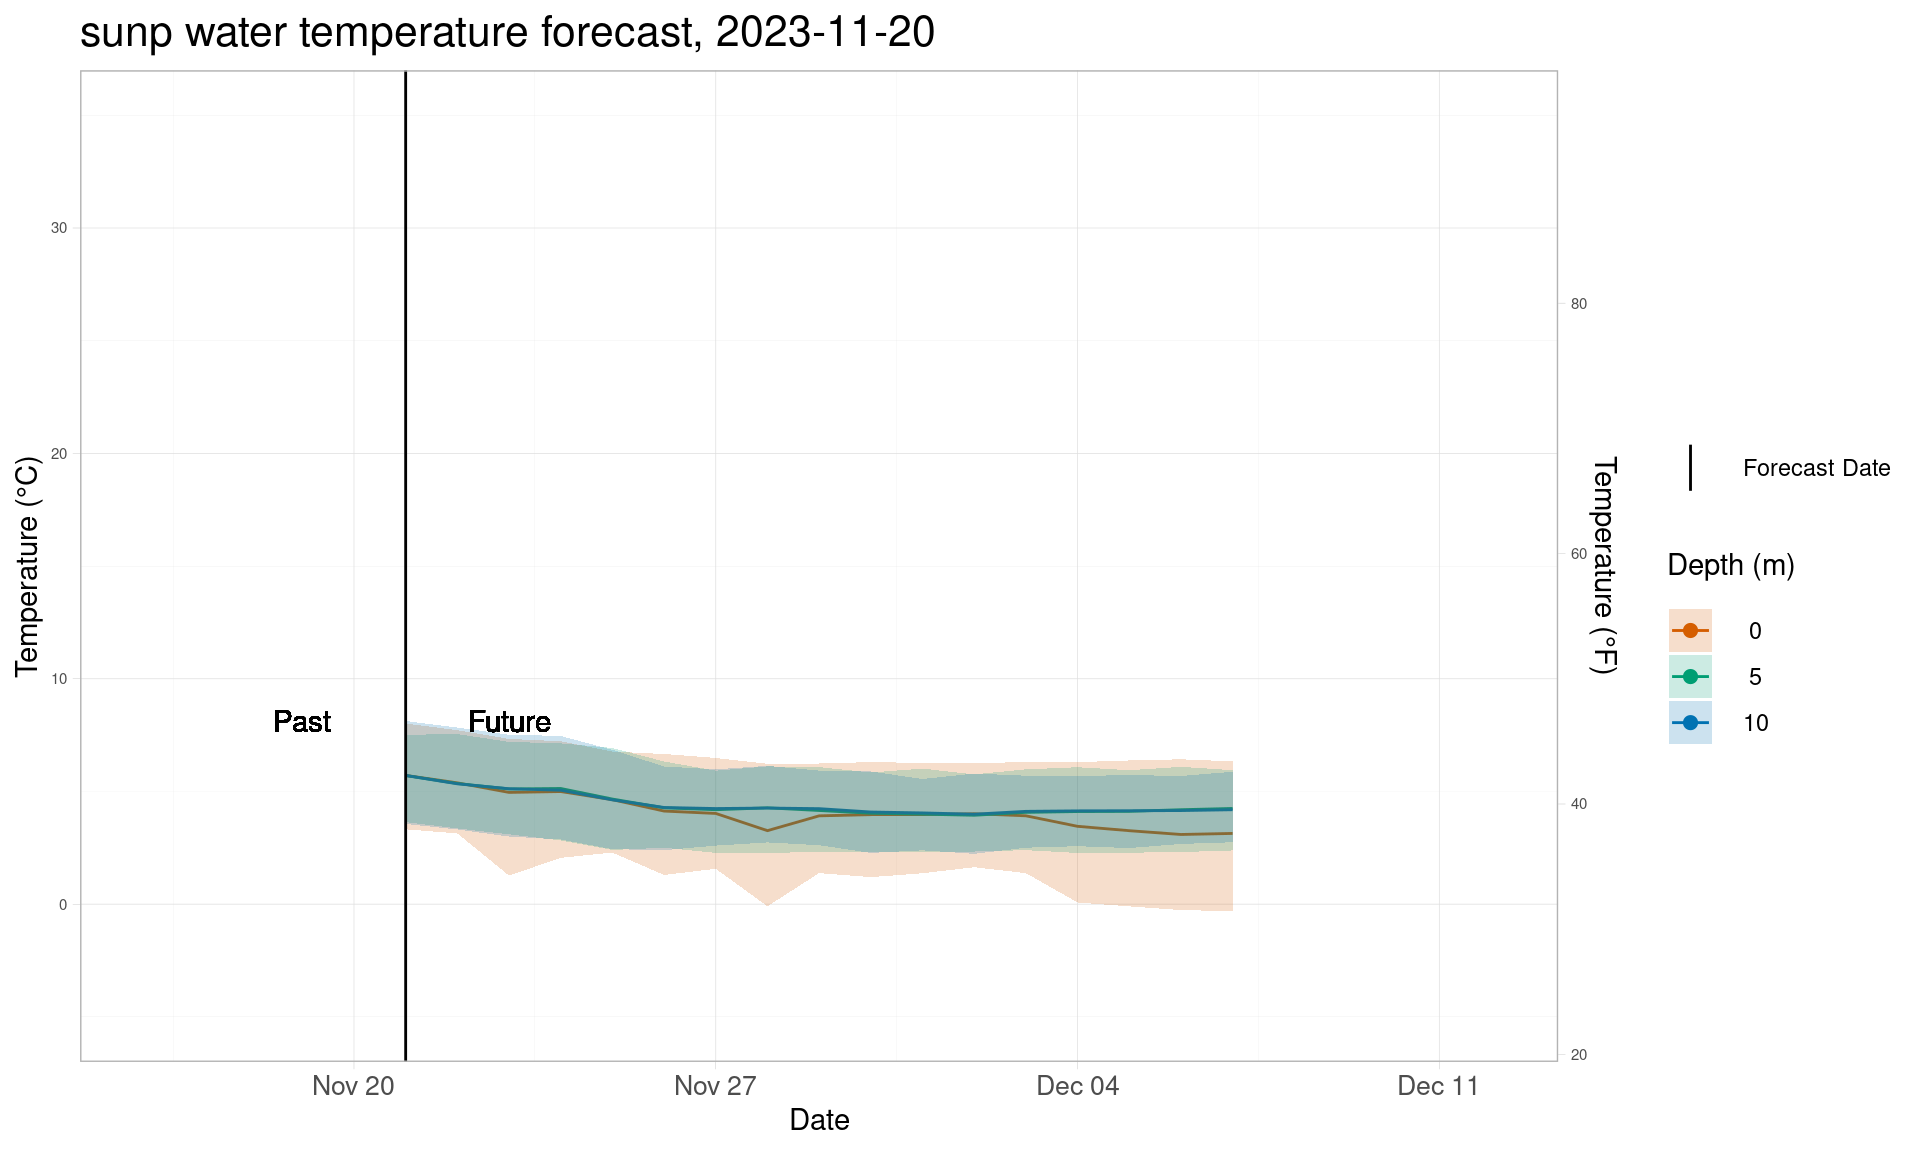 sunp water temperature forecast, 2023-11-20
Temperature (°C)
30
20
10
0
Past
Future
80
60
40
20
Temperature (°F)
Nov 20
Nov 27
Dec 04
Dec 11
Date
Forecast Date
Depth (m)
0
5
10